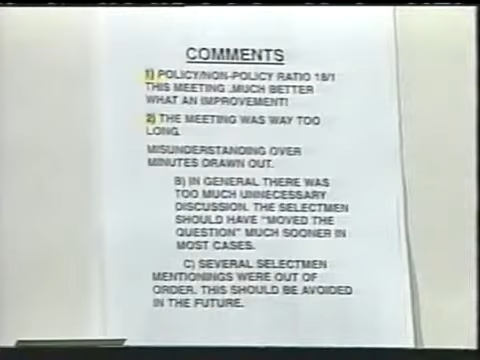 COMMENTS
1) POLICY/NON-POLICY RATIO 18/1
THIS MEETING .MUCH BETTER
WHAT AN IMPROVEMENT!
2) THE MEETING WAS WAY TOO
LONG.
MISUNDERSTANDING OVER
MINUTES DRAWN OUT.
B) IN GENERAL THERE WAS
TOO MUCH UNNECESSARY
DISCUSSION. THE SELECTMEN
SHOULD HAVE "MOVED THE
QUESTION" MUCH SOONER IN
MOST CASES.
C) SEVERAL SELECTMEN
MENTIONINGS WERE OUT OF
ORDER. THIS SHOULD BE AVOIDED
IN THE FUTURE.